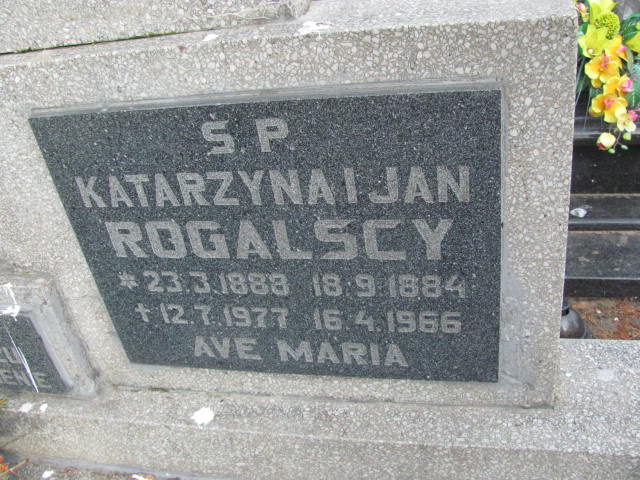 Ś. P.
KATARZYNA I JAN
ROGALSCY
* 23.3.1888 18.9.1884
✝ 12.7.1977 16.4.1966
AVE MARIA